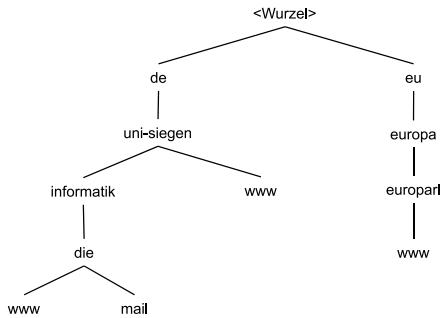 <Wurzel>
de eu
uni-siegen europa
informatik www europarl
die www
www mail